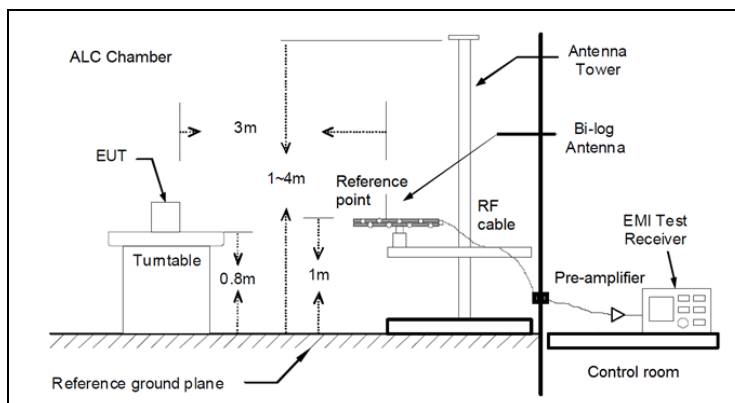 ALC Chamber
Antenna
Tower
3m
Bi-log
Antenna
EUT
1~4m
Reference
point
RF
cable
EMI Test
Receiver
Turntable
0.8m
1m
Pre-amplifier
Reference ground plane
Control room